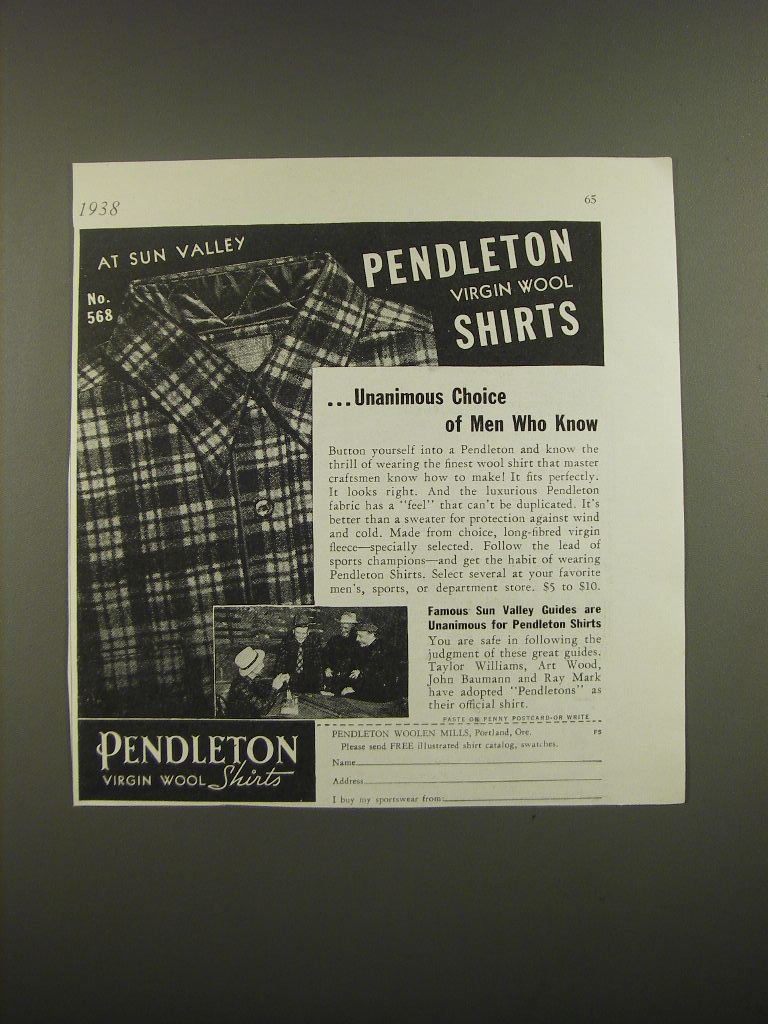 1938
65
AT SUN VALLEY
No.
568
PENDLETON
VIRGIN WOOL
SHIRTS
...Unanimous Choice
of Men Who Know
Button yourself into a Pendleton and know the
thrill of wearing the finest wool shirt that master
craftsmen know how to make! It fits perfectly.
It looks right. And the luxurious Pendleton
fabric has a "feel" that can't be duplicated. It's
better than a sweater for protection against wind
and cold. Made from choice, long-fibred virgin
fleece—specially selected. Follow the lead of
sports champions—and get the habit of wearing
Pendleton Shirts. Select several at your favorite
men's, sports, or department store. $5 to $10.
Famous Sun Valley Guides are
Unanimous for Pendleton Shirts
You are safe in following the
judgment of these great guides.
Taylor Williams, Art Wood,
John Baumann and Ray Mark
have adopted "Pendletons" as
their official shirt.
PASTE ON PENNY POSTCARD-OR WRITE
PENDLETON WOOLEN MILLS, Portland, Ore. FS
Please send FREE illustrated shirt catalog, swatches.
Name
Address
I buy my sportswear from:
PENDLETON
VIRGIN WOOL Shirts